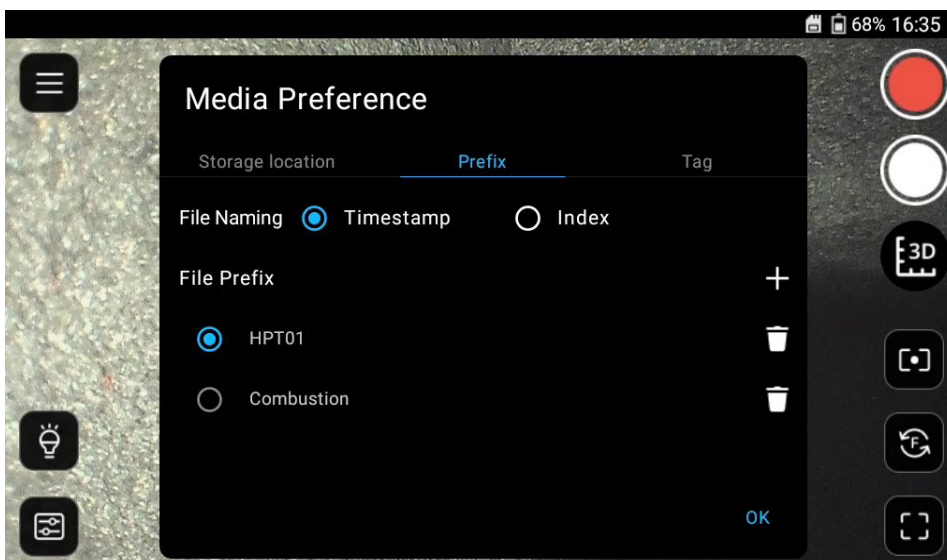 68% 16:35
Media Preference
Storage location Prefix Tag
File Naming Timestamp Index
3D
File Prefix
HPT01
Combustion
F
OK